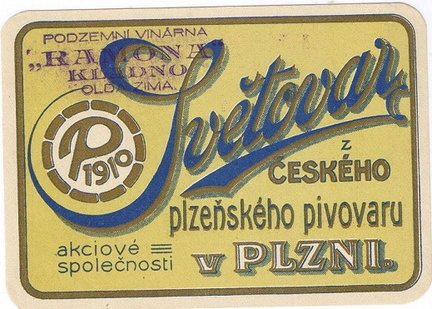 PODZEMNÍ VINÁRNA
„RAMONA"
KLADNO
OLDA ZIMA.
Světovar
P
1910
z
ČESKÉHO
plzeňského pivovaru
akciové
společnosti
v PLZNI.